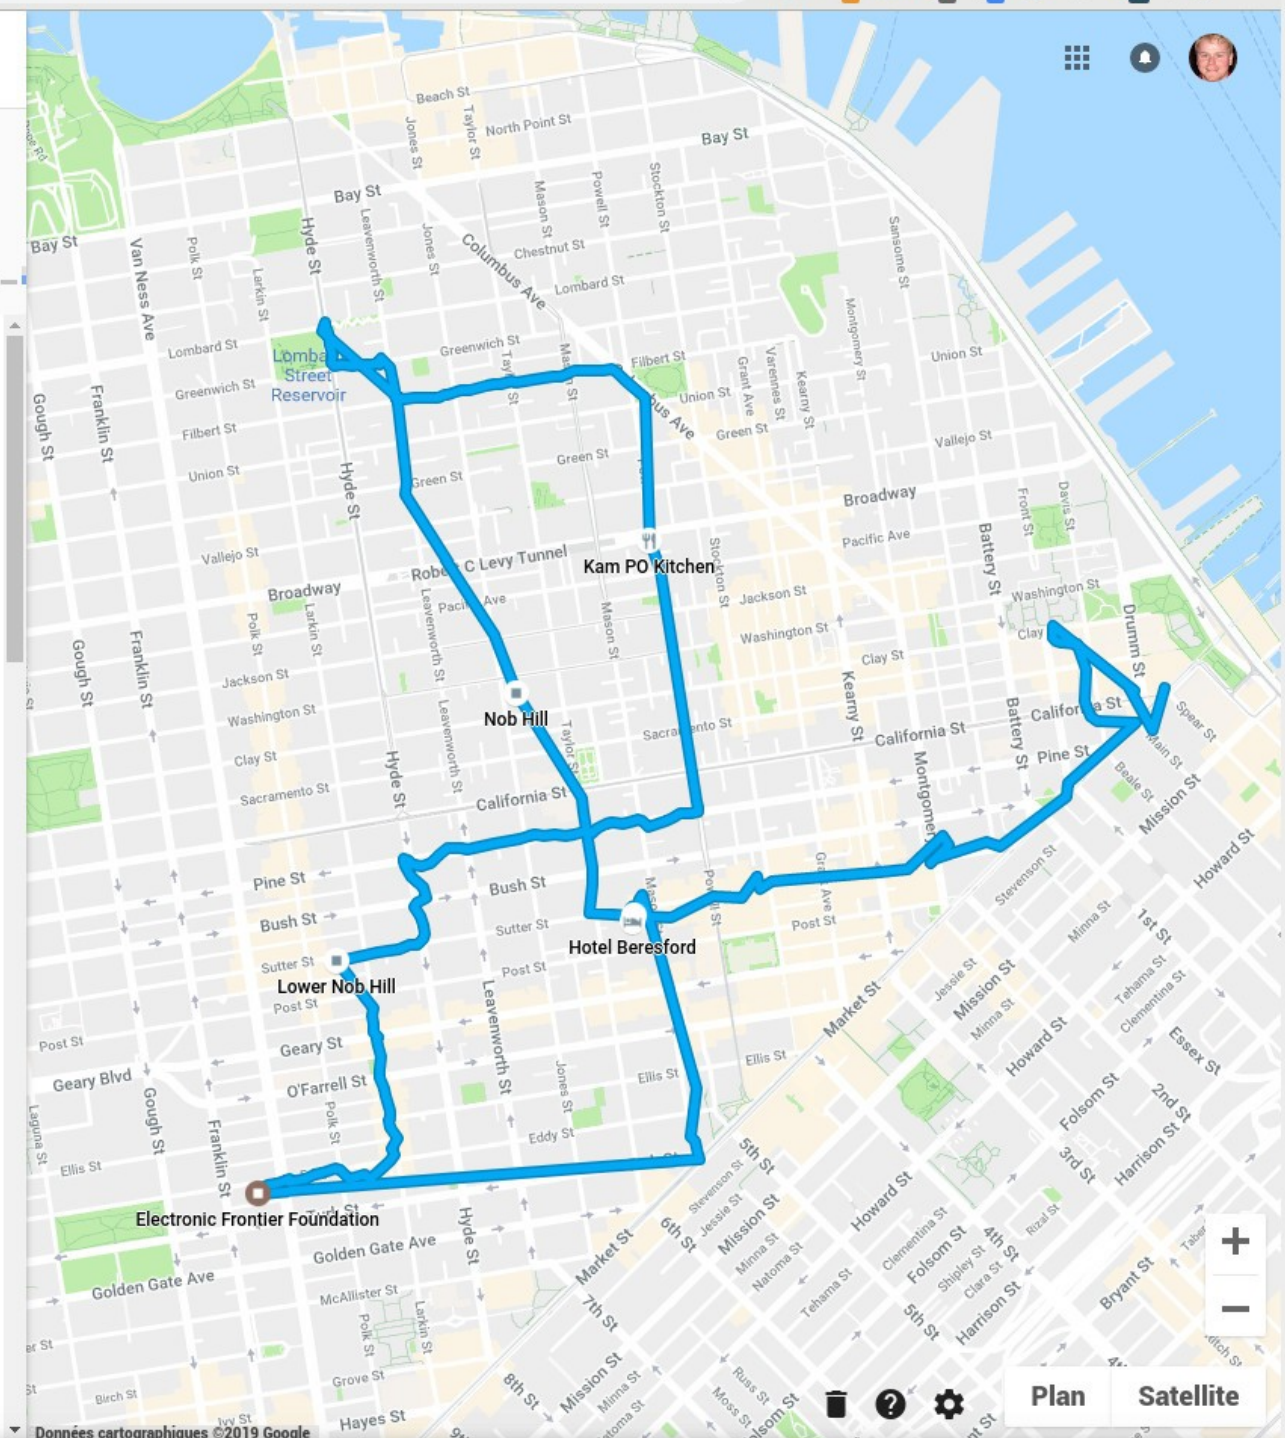 Beach St
Jones St
Taylor St
North Point St
Bay St
Bay St
Bay St
Hyde St
Leavenworth St
Jones St
Mason St
Powell St
Stockton St
Columbus Ave
Chestnut St
Lombard St
Van Ness Ave
Polk St
Larkin St
Sansome St
Montgomery St
Lombard St
Greenwich St
Greenwich St
Filbert St
Union St
Union St
Lomba
Street
Reservoir
Gough St
Franklin St
Filbert St
Union St
Grant Ave
Varennes St
Kearny St
Green St
Vallejo St
Hyde St
Green St
Green St
Broadway
Front St
Davis St
Battery St
Pacific Ave
Vallejo St
Broadway
Robe C Levy Tunnel
Kam PO Kitchen
Stockton St
Jackson St
Washington St
Washington St
Clay
Drumm St
Polk St
Larkin St
Leavenworth St
Mason St
Gough St
Franklin St
Clay St
Jackson St
Washington St
Clay St
Sacramento St
Nob Hill
Taylor St
Leavenworth St
Hyde St
Kearny St
California St
California St
Battery St
Spear St
Main St
Pine St
Beale St
Mission St
Howard St
California St
Pine St
Bush St
Bush St
Sutter St
Sutter St
Post St
Post St
Post St
Post St
Stevenson St
Minna St
1st St
Hotel Beresford
Lower Nob Hill
Jessie St
Mission St
Minna St
Tehama St
Clementina St
Market St
Howard St
Essex St
Geary St
Geary Blvd
O'Farrell St
Leavenworth St
Gough St
Laguna St
Franklin St
Polk St
Jones St
Ellis St
Ellis St
Ellis St
Eddy St
Folsom St
2nd St
3rd St
Harrison St
5th St
Stevenson St
Jessie St
Mission St
Minna St
Natoma St
6th St
Howard St
Clementina St
Folsom St
Shipley St
Clara St
4th St
Rizal St
Harrison St
Electronic Frontier Foundation
Golden Gate Ave
Golden Gate Ave
Hyde St
Market St
McAllister St
Polk St
Larkin St
7th St
Tehama St
5th St
Bryant St
Grove St
Birch St
Hayes St
8th St
Mission St
Minna St
Russ St
Moss St
Plan
Satellite
Données cartographiques ©2019 Google